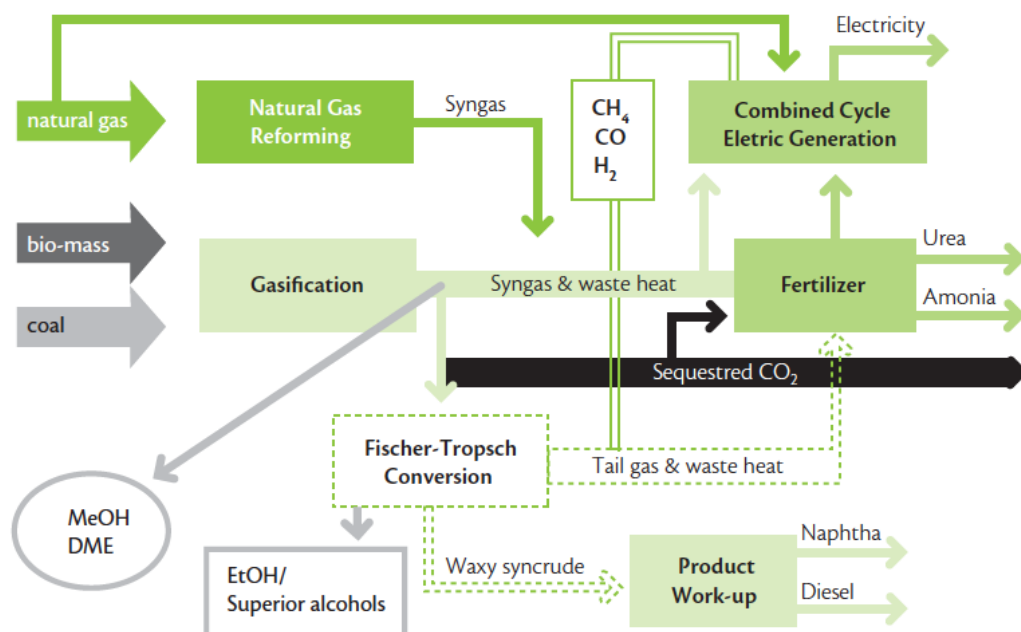 Electricity
natural gas
Natural Gas
Reforming
Syngas
CH₄
CO
H₂
Combined Cycle
Eletric Generation
bio-mass
coal
Gasification
Syngas & waste heat
Fertilizer
Urea
Amonia
Sequestred CO₂
Fischer-Tropsch
Conversion
Tail gas & waste heat
MeOH
DME
EtOH/
Superior alcohols
Waxy syncrude
Product
Work-up
Naphtha
Diesel